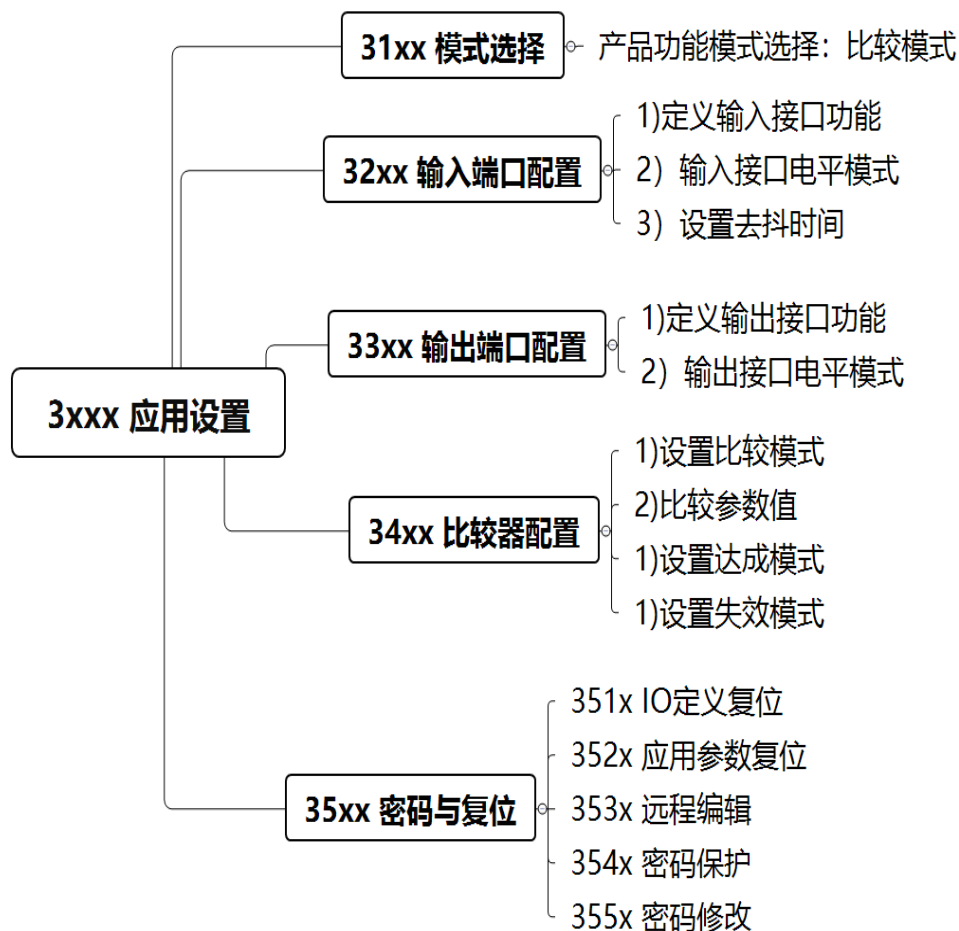 31xx 模式选择
产品功能模式选择：比较模式
32xx 输入端口配置
1)定义输入接口功能
2）输入接口电平模式
3）设置去抖时间
33xx 输出端口配置
1)定义输出接口功能
2）输出接口电平模式
3xxx 应用设置
34xx 比较器配置
1)设置比较模式
2)比较参数值
1)设置达成模式
1)设置失效模式
35xx 密码与复位
351x IO定义复位
352x 应用参数复位
353x 远程编辑
354x 密码保护
355x 密码修改